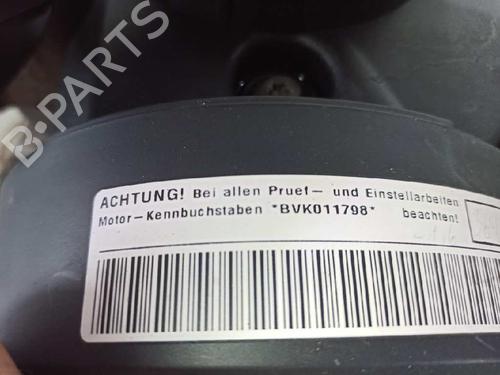 B-PARTS
ACHTUNG! Bei allen Pruef- und Einstellarbeiten
Motor-Kennbuchstaben *BVK011798* beachten!